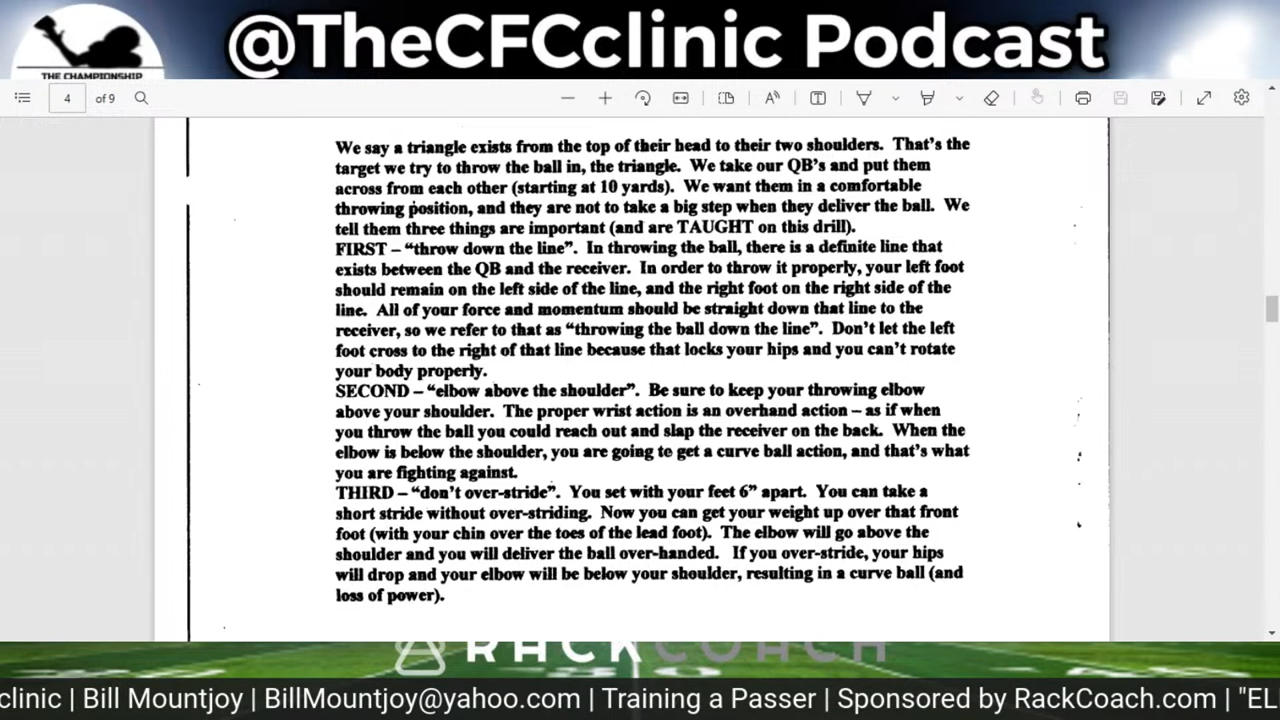 @TheCFCclinic Podcast
THE CHAMPIONSHIP
4 of 9
We say a triangle exists from the top of their head to their two shoulders. That's the
target we try to throw the ball in, the triangle. We take our QB's and put them
across from each other (starting at 10 yards). We want them in a comfortable
throwing position, and they are not to take a big step when they deliver the ball. We
tell them three things are important (and are TAUGHT on this drill).
FIRST – “throw down the line”. In throwing the ball, there is a definite line that
exists between the QB and the receiver. In order to throw it properly, your left foot
should remain on the left side of the line, and the right foot on the right side of the
line. All of your force and momentum should be straight down that line to the
receiver, so we refer to that as “throwing the ball down the line”. Don't let the left
foot cross to the right of that line because that locks your hips and you can't rotate
your body properly.
SECOND – “elbow above the shoulder”. Be sure to keep your throwing elbow
above your shoulder. The proper wrist action is an overhand action – as if when
you throw the ball you could reach out and slap the receiver on the back. When the
elbow is below the shoulder, you are going to get a curve ball action, and that's what
you are fighting against.
THIRD – “don't over-stride”. You set with your feet 6” apart. You can take a
short stride without over-striding. Now you can get your weight up over that front
foot (with your chin over the toes of the lead foot). The elbow will go above the
shoulder and you will deliver the ball over-handed. If you over-stride, your hips
will drop and your elbow will be below your shoulder, resulting in a curve ball (and
loss of power).
RACKCOACH
clinic | Bill Mountjoy | BillMountjoy@yahoo.com | Training a Passer | Sponsored by RackCoach.com | "EL